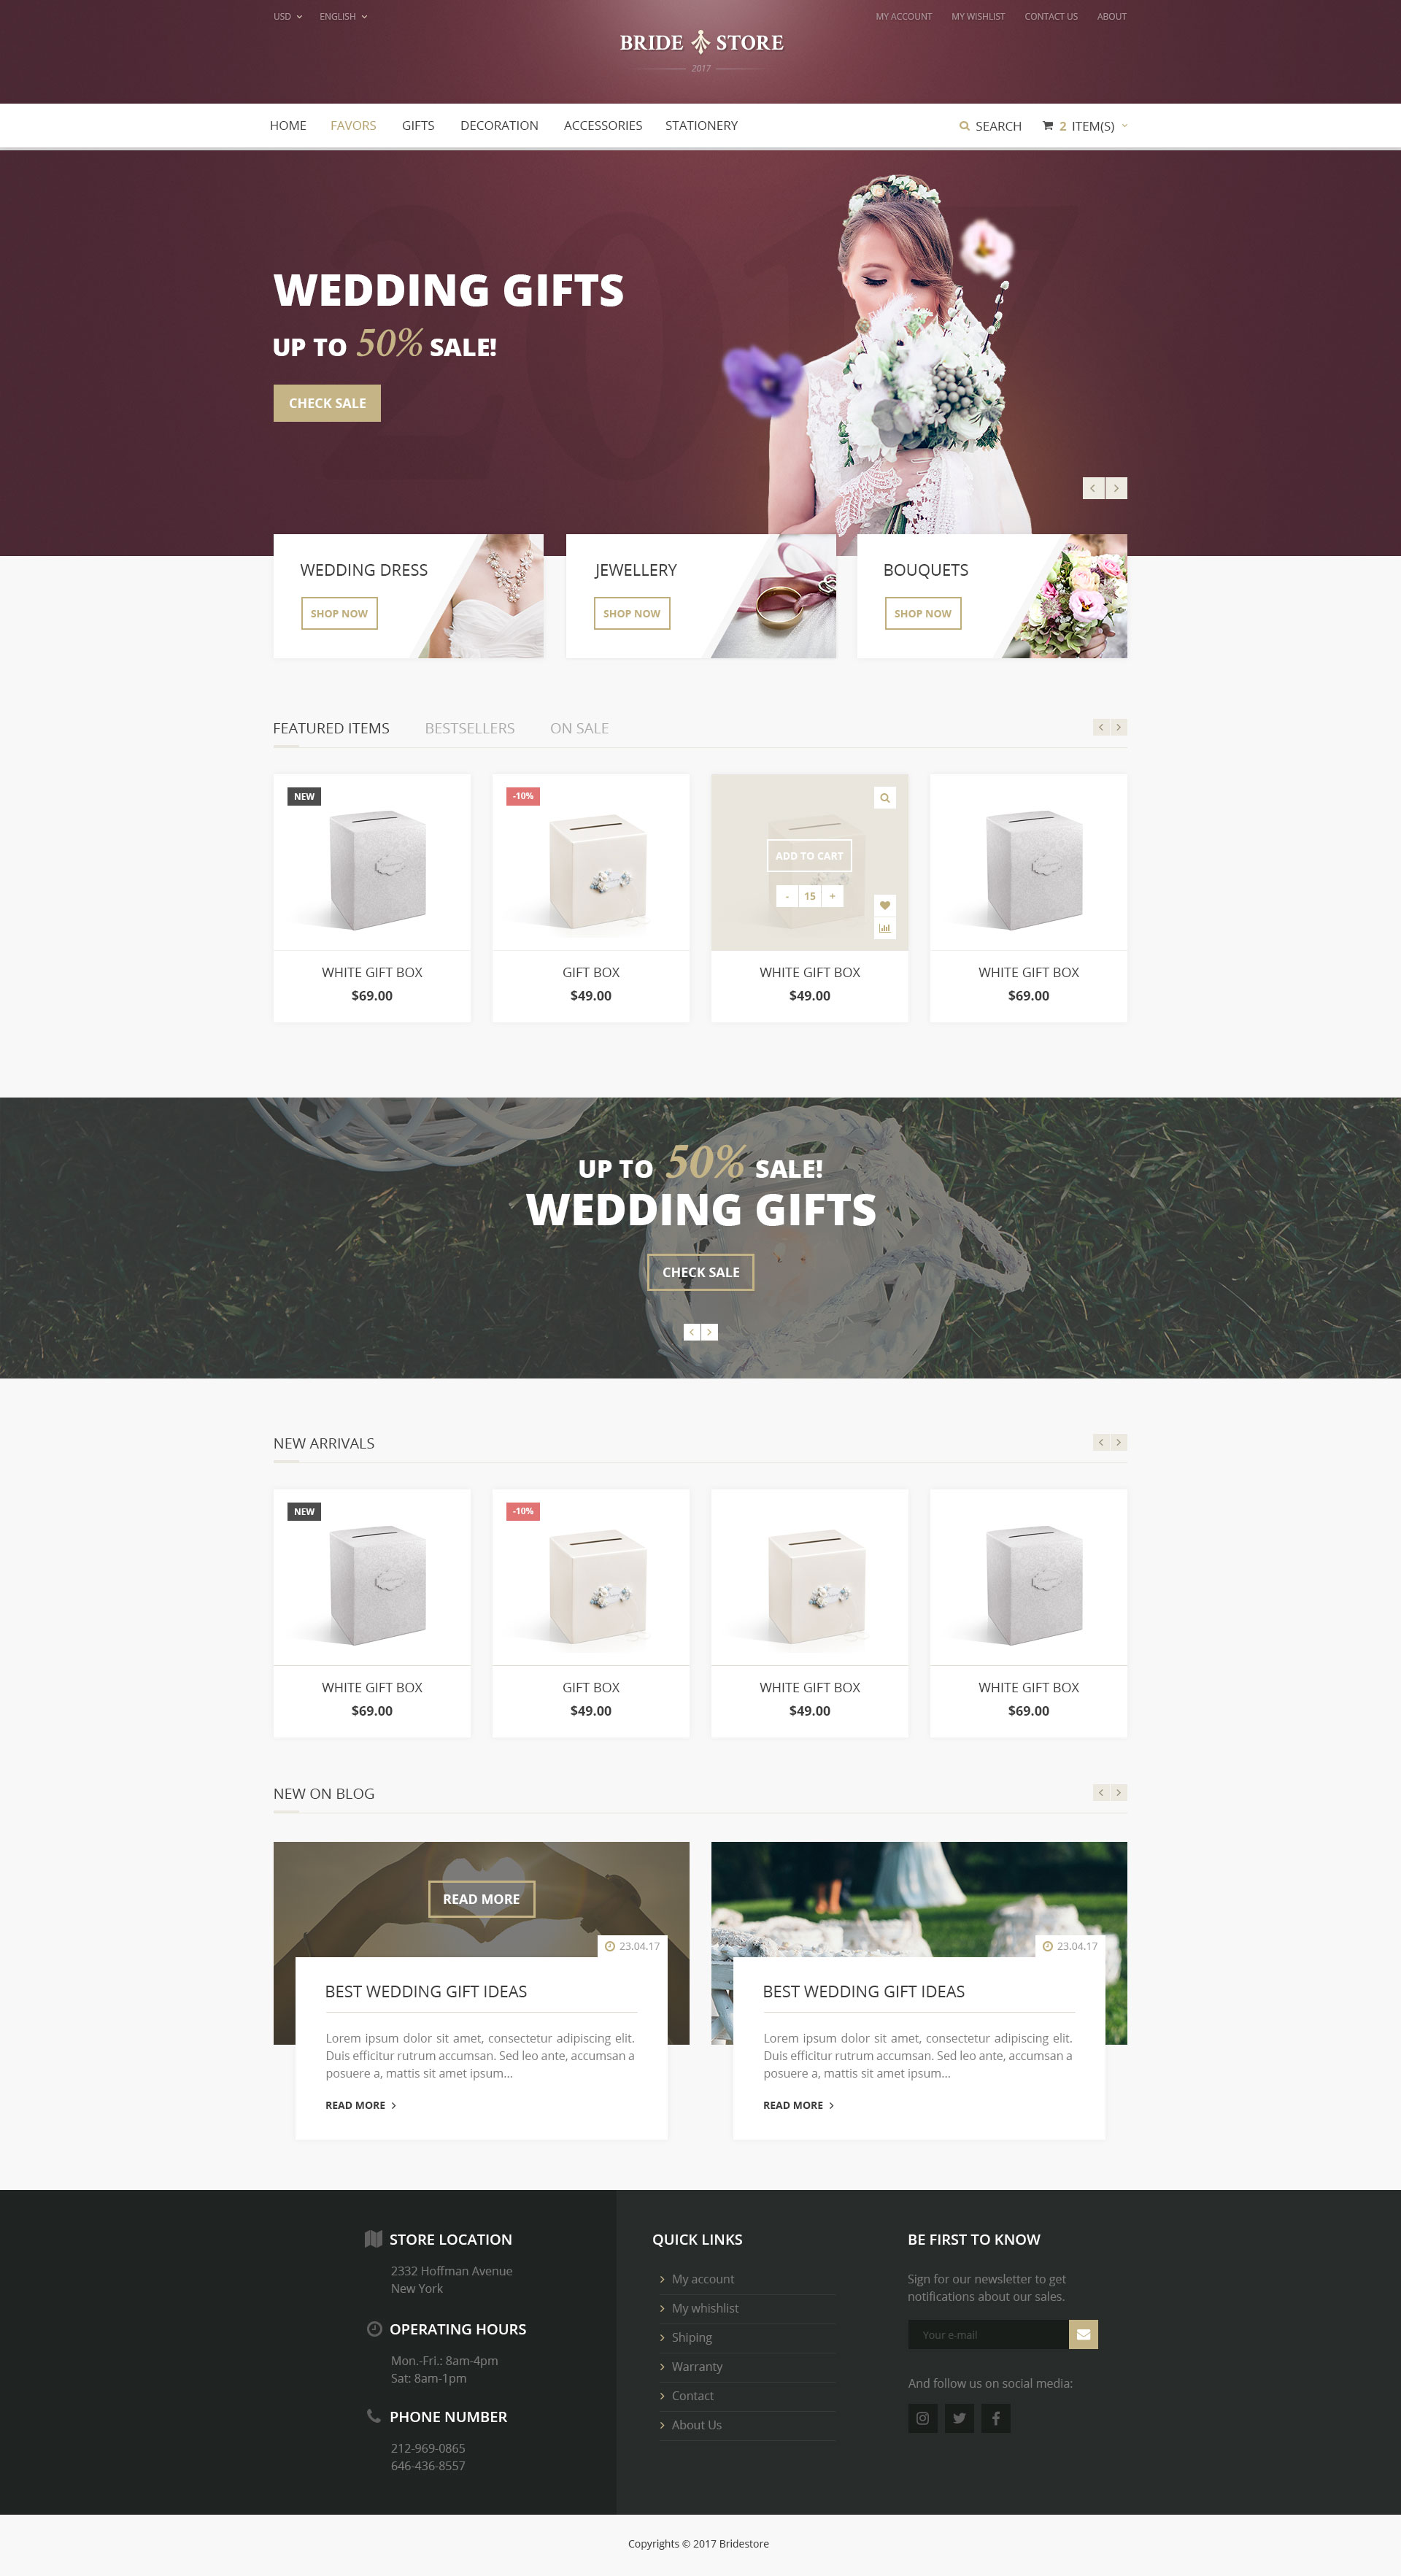 USD ENGLISH MY ACCOUNT MY WISHLIST CONTACT US ABOUT
BRIDE STORE
2017
HOME FAVORS GIFTS DECORATION ACCESSORIES STATIONERY SEARCH 2 ITEM(S)
2017
WEDDING GIFTS
UP TO 50% SALE!
CHECK SALE
WEDDING DRESS
SHOP NOW
JEWELLERY
SHOP NOW
BOUQUETS
SHOP NOW
FEATURED ITEMS BESTSELLERS ON SALE
NEW
WHITE GIFT BOX
$69.00
-10%
GIFT BOX
$49.00
ADD TO CART
- 15 +
WHITE GIFT BOX
$49.00
WHITE GIFT BOX
$69.00
UP TO 50% SALE!
WEDDING GIFTS
CHECK SALE
NEW ARRIVALS
NEW
WHITE GIFT BOX
$69.00
-10%
GIFT BOX
$49.00
WHITE GIFT BOX
$49.00
WHITE GIFT BOX
$69.00
NEW ON BLOG
READ MORE
23.04.17
BEST WEDDING GIFT IDEAS
Lorem ipsum dolor sit amet, consectetur adipiscing elit.
Duis efficitur rutrum accumsan. Sed leo ante, accumsan a
posuere a, mattis sit amet ipsum...
READ MORE
23.04.17
BEST WEDDING GIFT IDEAS
Lorem ipsum dolor sit amet, consectetur adipiscing elit.
Duis efficitur rutrum accumsan. Sed leo ante, accumsan a
posuere a, mattis sit amet ipsum...
READ MORE
STORE LOCATION
2332 Hoffman Avenue
New York
OPERATING HOURS
Mon.-Fri.: 8am-4pm
Sat: 8am-1pm
PHONE NUMBER
212-969-0865
646-436-8557
QUICK LINKS
My account
My whishlist
Shiping
Warranty
Contact
About Us
BE FIRST TO KNOW
Sign for our newsletter to get
notifications about our sales.
Your e-mail
And follow us on social media:
Copyrights © 2017 Bridestore